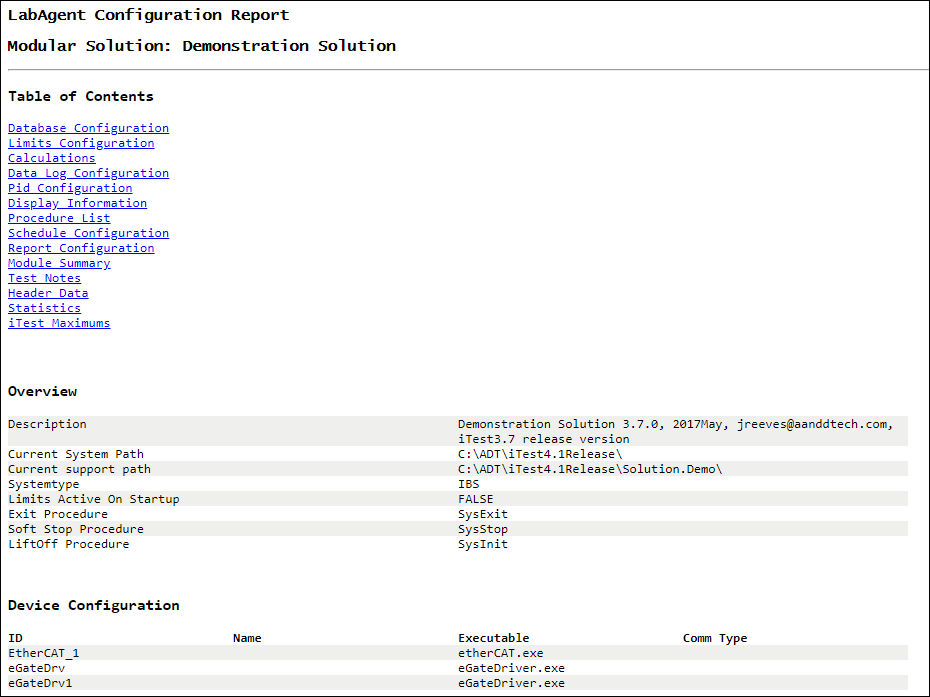 LabAgent Configuration Report
Modular Solution: Demonstration Solution
Table of Contents
Database Configuration
Limits Configuration
Calculations
Data Log Configuration
Pid Configuration
Display Information
Procedure List
Schedule Configuration
Report Configuration
Module Summary
Test Notes
Header Data
Statistics
iTest Maximums
Overview
Description Demonstration Solution 3.7.0, 2017May, jreeves@aanddtech.com,
iTest3.7 release version
Current System Path C:\ADT\iTest4.1Release\
Current support path C:\ADT\iTest4.1Release\Solution.Demo\
Systemtype IBS
Limits Active On Startup FALSE
Exit Procedure SysExit
Soft Stop Procedure SysStop
LiftOff Procedure SysInit
Device Configuration
ID Name Executable Comm Type
EtherCAT_1 etherCAT.exe
eGateDrv eGateDriver.exe
eGateDrv1 eGateDriver.exe